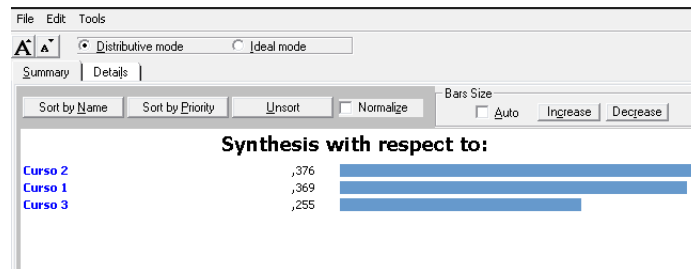 File Edit Tools
A A Distributive mode Ideal mode
Summary Details
Sort by Name Sort by Priority Unsort Normalize Bars Size Auto Increase Decrease
Synthesis with respect to:
Curso 2 ,376
Curso 1 ,369
Curso 3 ,255